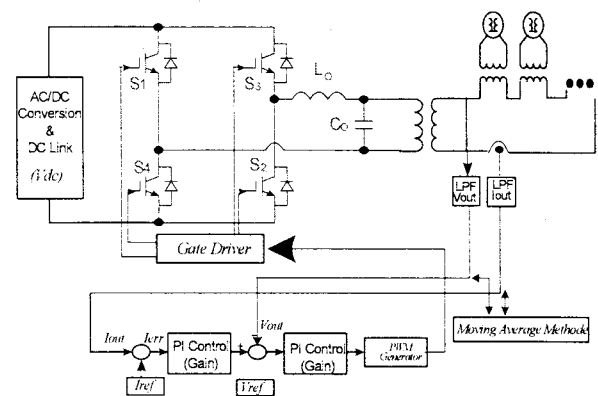 AC/DC
Conversion
&
DC Link
(Vdc)
S1
S3
S4
S2
Lo
Co
LPF
Vout
LPF
Iout
Gate Driver
Moving Average Methode
Iout
Ierr
Iref
PI Control
(Gain)
Vout
Vref
PI Control
(Gain)
PWM
Generator